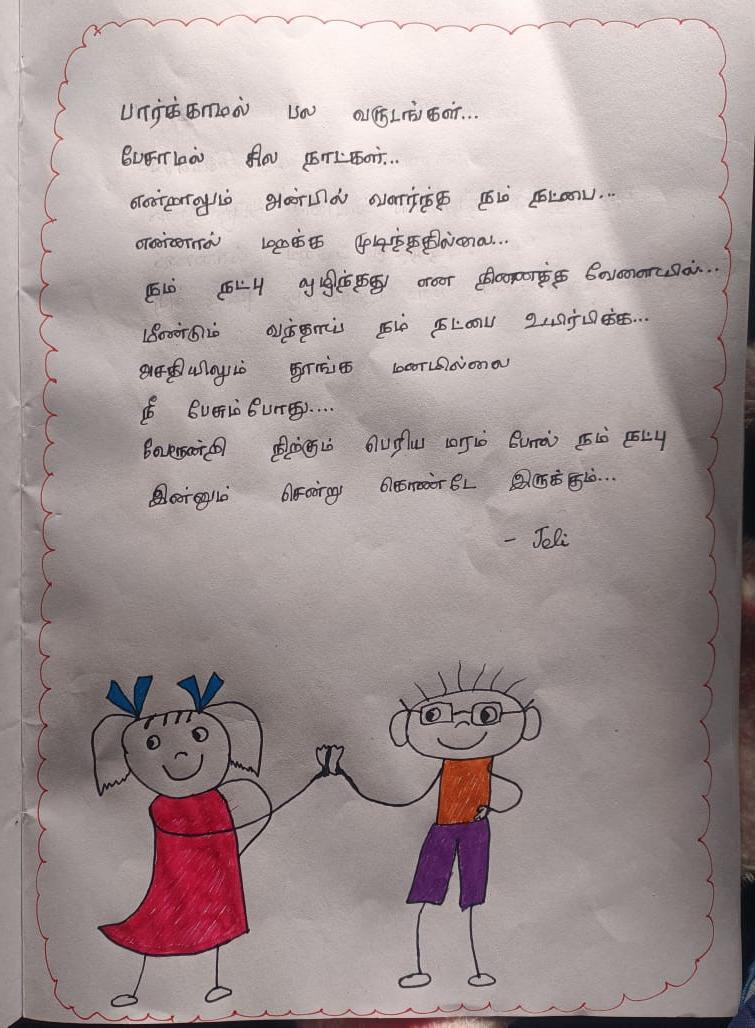 பார்க்காமல் பல வருடங்கள்...
பேசாமல் சில நாட்கள்...
என்றாலும் அன்பில் வளர்ந்த நம் நட்பை...
என்னால் மறக்க முடிந்ததில்லை...
நம் நட்பு அழிந்தது என நினைத்த வேளையில்...
மீண்டும் வந்தாய் நம் நட்பை உயிர்பிக்க...
அசதியிலும் தூங்க மனமில்லை
நீ பேசும் போது....
வேரூன்றி நிற்கும் பெரிய மரம் போல் நம் நட்பு
இன்னும் சென்று கொண்டே இருக்கும்...
- Jeli